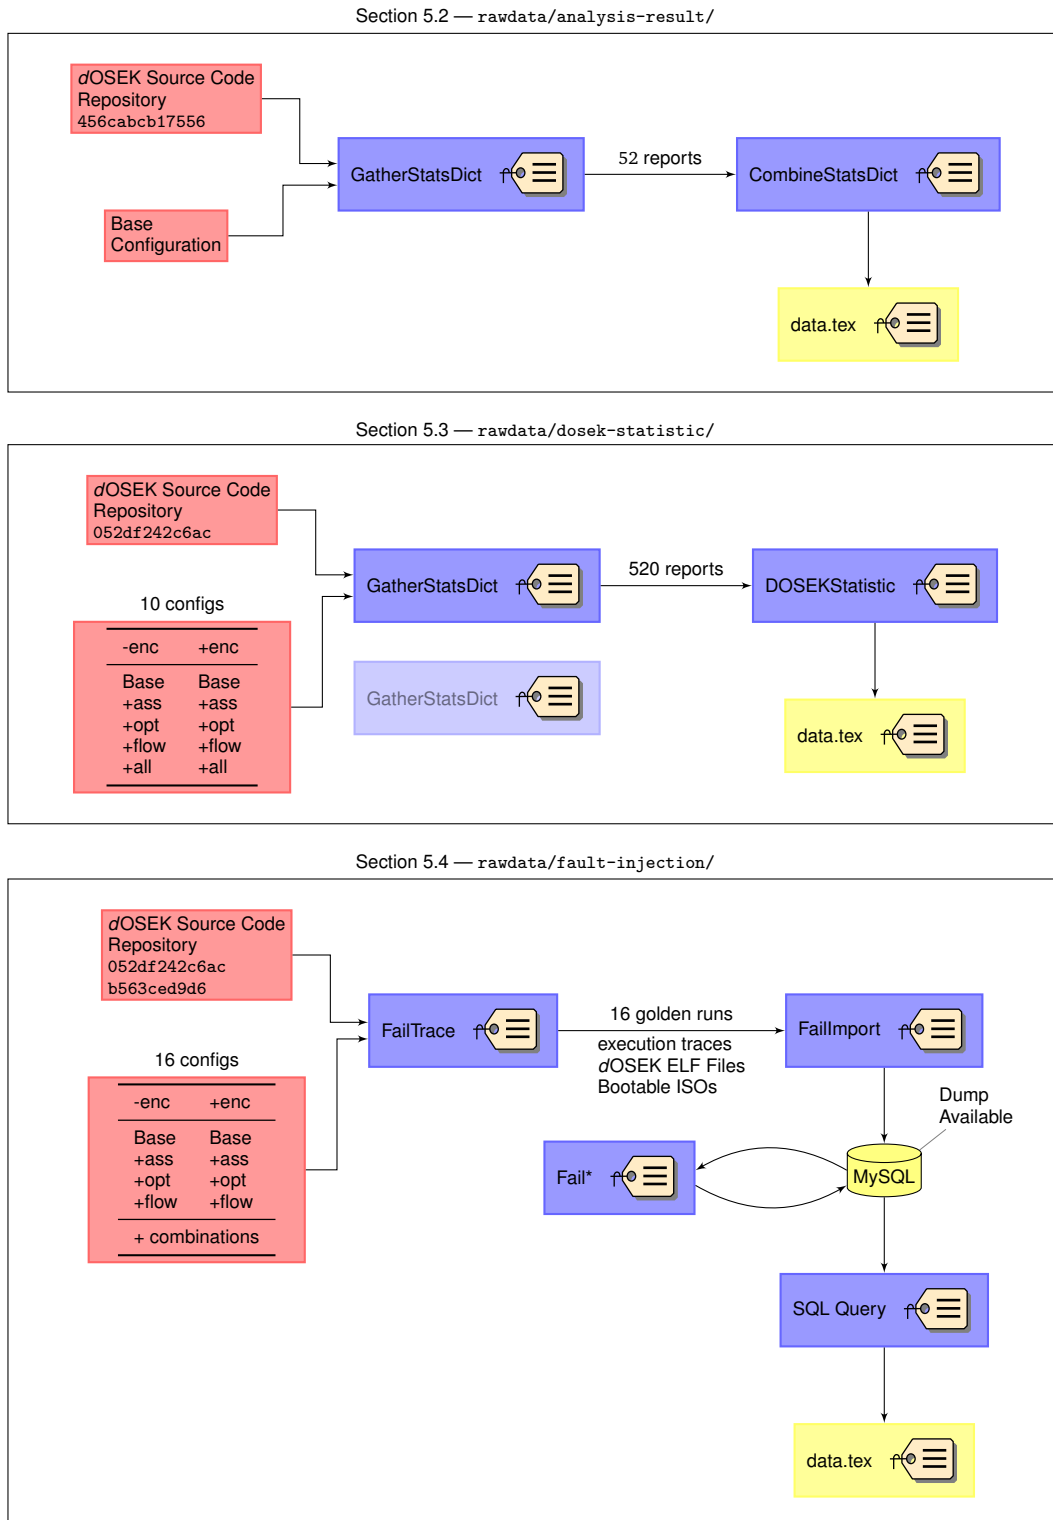 Section 5.2 — rawdata/analysis-result/
dOSEK Source Code
Repository
456cabcb17556
Base
Configuration
GatherStatsDict
52 reports
CombineStatsDict
data.tex
Section 5.3 — rawdata/dosek-statistic/
dOSEK Source Code
Repository
052df242c6ac
10 configs
-enc +enc
Base Base
+ass +ass
+opt +opt
+flow +flow
+all +all
GatherStatsDict
GatherStatsDict
520 reports
DOSEKStatistic
data.tex
Section 5.4 — rawdata/fault-injection/
dOSEK Source Code
Repository
052df242c6ac
b563ced9d6
16 configs
-enc +enc
Base Base
+ass +ass
+opt +opt
+flow +flow
+ combinations
FailTrace
16 golden runs
execution traces
dOSEK ELF Files
Bootable ISOs
FailImport
Dump
Available
Fail*
MySQL
SQL Query
data.tex